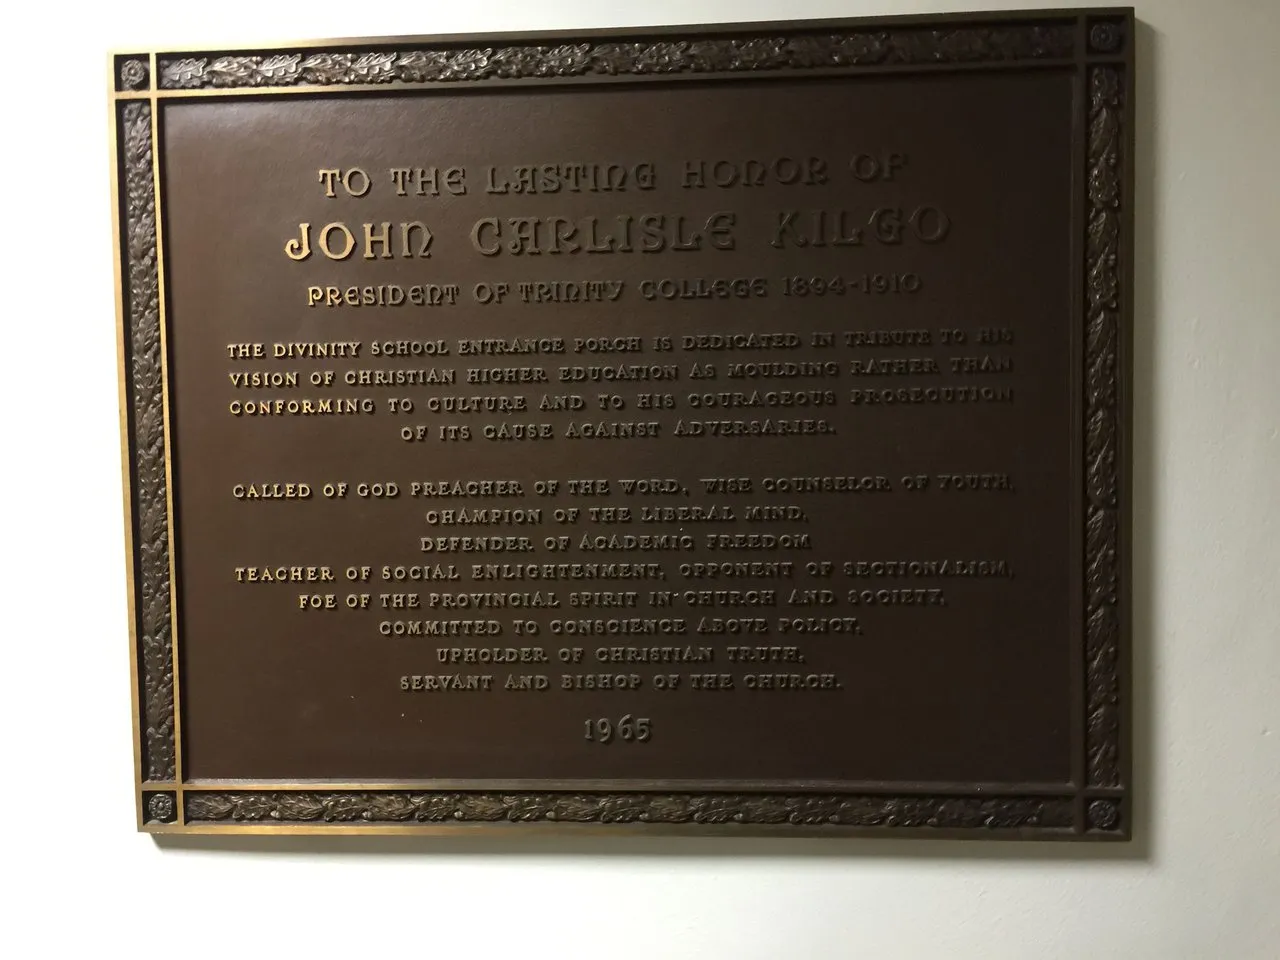 TO THE LASTING HONOR OF
JOHN CARLISLE KILGO
PRESIDENT OF TRINITY COLLEGE 1894-1910
THE DIVINITY SCHOOL ENTRANCE PORCH IS DEDICATED IN TRIBUTE TO HIS
VISION OF CHRISTIAN HIGHER EDUCATION AS MOULDING RATHER THAN
CONFORMING TO CULTURE AND TO HIS COURAGEOUS PROSECUTION
OF ITS CAUSE AGAINST ADVERSARIES.
CALLED OF GOD PREACHER OF THE WORD, WISE COUNSELOR OF YOUTH,
CHAMPION OF THE LIBERAL MIND,
DEFENDER OF ACADEMIC FREEDOM
TEACHER OF SOCIAL ENLIGHTENMENT, OPPONENT OF SECTIONALISM,
FOE OF THE PROVINCIAL SPIRIT IN CHURCH AND SOCIETY,
COMMITTED TO CONSCIENCE ABOVE POLICY,
UPHOLDER OF CHRISTIAN TRUTH,
SERVANT AND BISHOP OF THE CHURCH.
1965